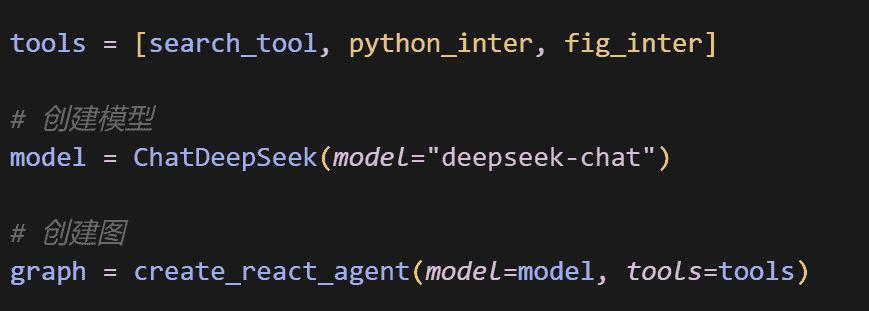 tools = [search_tool, python_inter, fig_inter]
# 创建模型
model = ChatDeepSeek(model="deepseek-chat")
# 创建图
graph = create_react_agent(model=model, tools=tools)